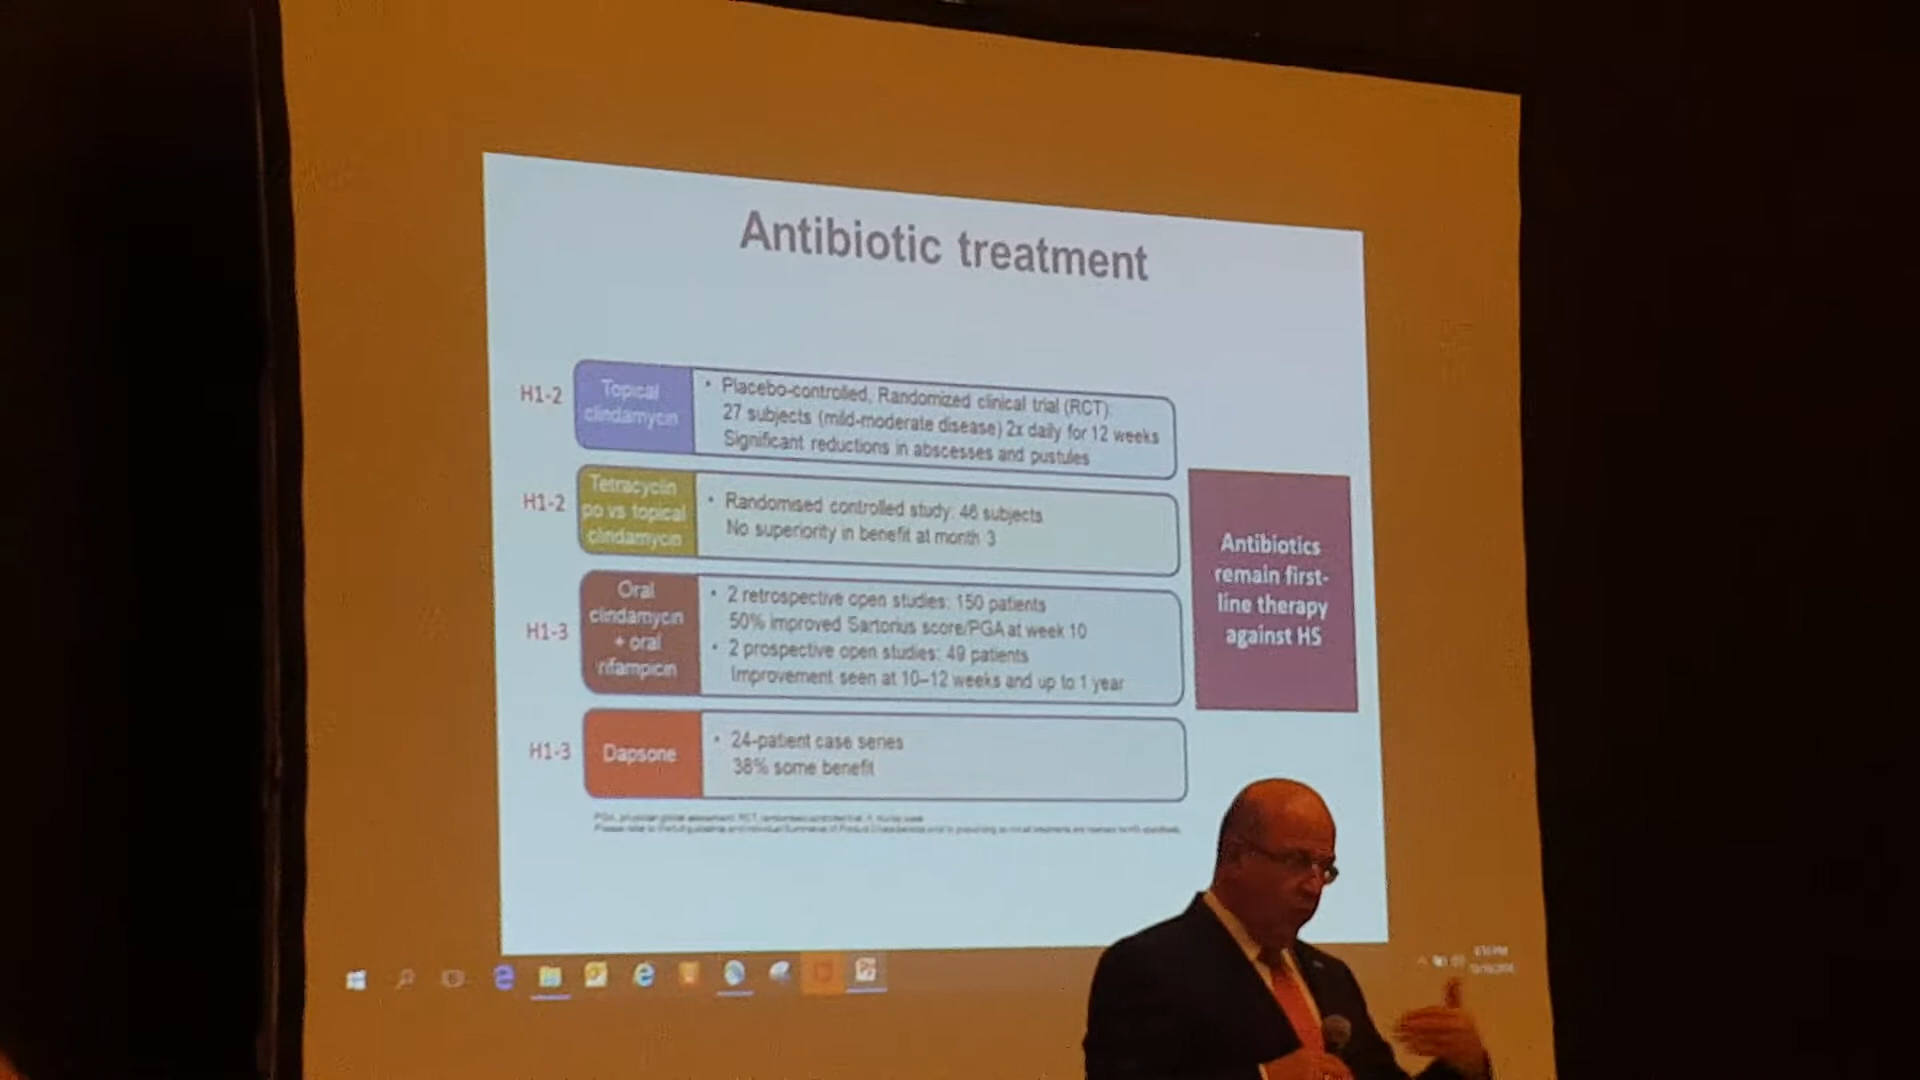 Antibiotic treatment
H1-2
Topical
clindamycin
• Placebo-controlled, Randomized clinical trial (RCT)
27 subjects (mild-moderate disease) 2x daily for 12 weeks
Significant reductions in abscesses and pustules
H1-2
Tetracyclin
po vs topical
clindamycin
• Randomised controlled study: 46 subjects
No superiority in benefit at month 3
H1-3
Oral
clindamycin
+ oral
rifampicin
• 2 retrospective open studies: 150 patients
50% improved Sartorius score/PGA at week 10
• 2 prospective open studies: 49 patients
Improvement seen at 10–12 weeks and up to 1 year
H1-3
Dapsone
• 24-patient case series
38% some benefit
Antibiotics
remain first-
line therapy
against HS